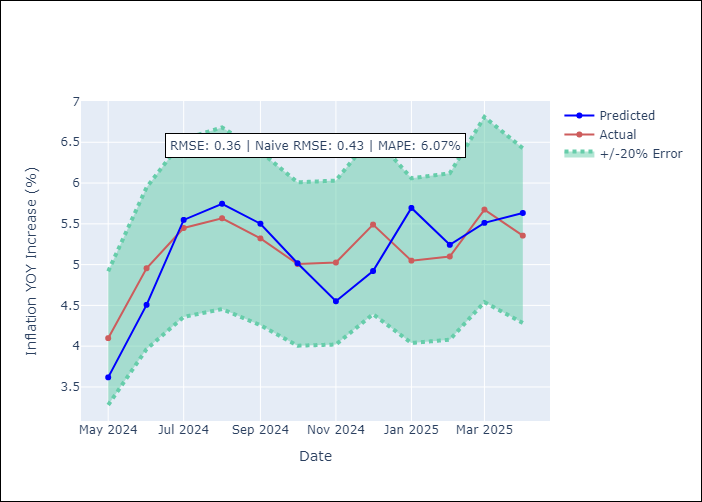 RMSE: 0.36 | Naive RMSE: 0.43 | MAPE: 6.07%
Predicted
Actual
+/-20% Error
Inflation YOY Increase (%)
7
6.5
6
5.5
5
4.5
4
3.5
May 2024 Jul 2024 Sep 2024 Nov 2024 Jan 2025 Mar 2025
Date